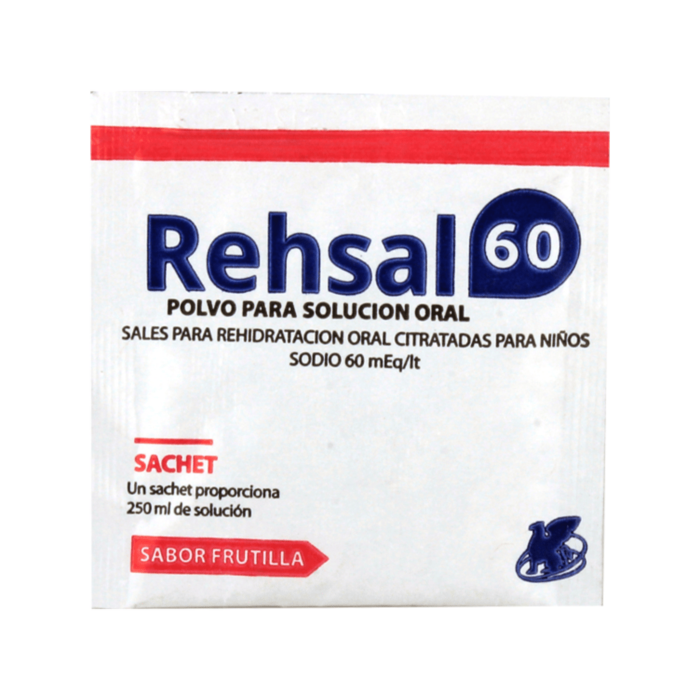 Rehsal 60
POLVO PARA SOLUCION ORAL
SALES PARA REHIDRATACION ORAL CITRATADAS PARA NIÑOS
SODIO 60 mEq/lt
SACHET
Un sachet proporciona
250 ml de solución
SABOR FRUTILLA